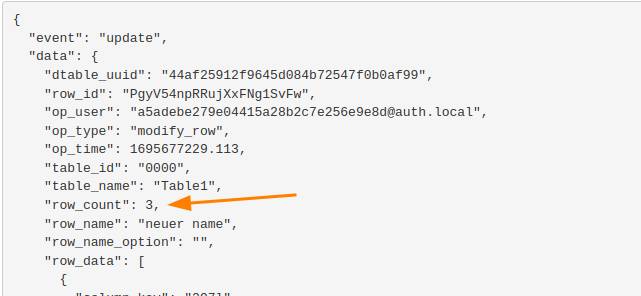 {
"event": "update",
"data": {
"dtable_uuid": "44af25912f9645d084b72547f0b0af99",
"row_id": "PgyV54npRRujXxFNg1SvFw",
"op_user": "a5adebe279e04415a28b2c7e256e9e8d@auth.local",
"op_type": "modify_row",
"op_time": 1695677229.113,
"table_id": "0000",
"table_name": "Table1",
"row_count": 3,
"row_name": "neuer name",
"row_name_option": "",
"row_data": [
{